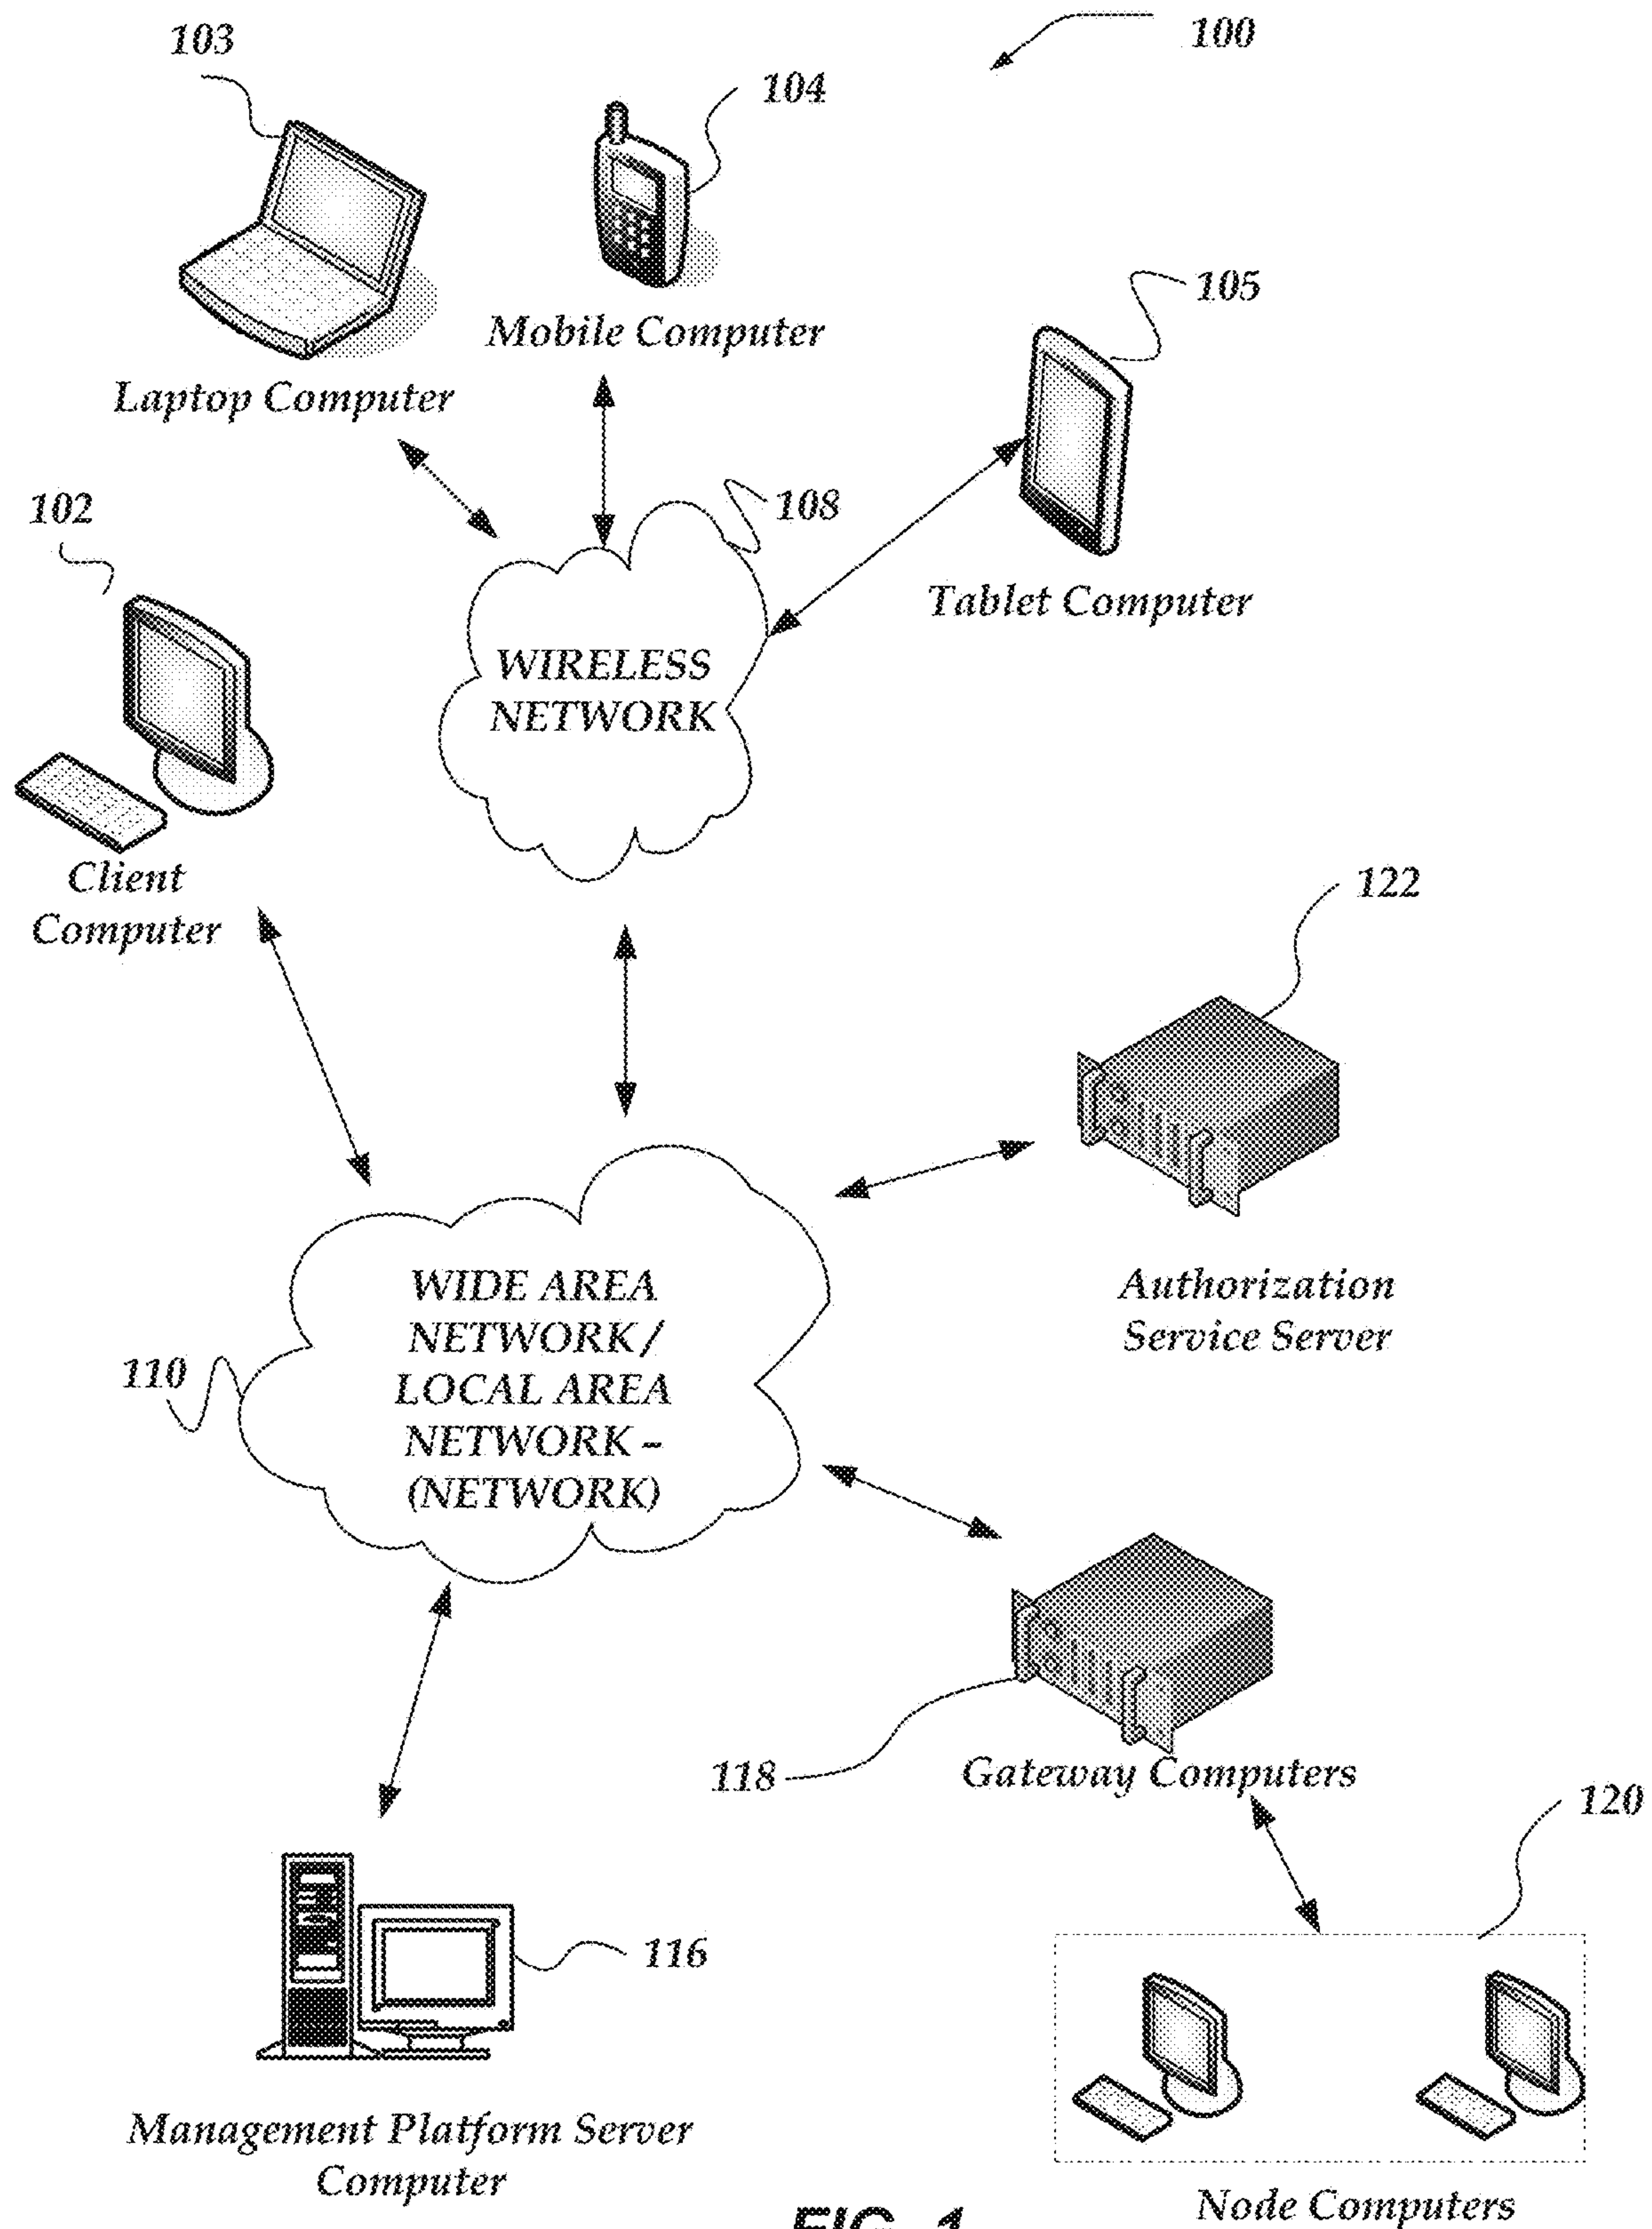 103
100
104
105
Mobile Computer
Laptop Computer
102
108
Tablet Computer
WIRELESS
NETWORK
Client
Computer
122
WIDE AREA
NETWORK /
LOCAL AREA
NETWORK –
(NETWORK)
Authorization
Service Server
110
118
Gateway Computers
120
116
Management Platform Server
Computer
Node Computers
FIG. 1